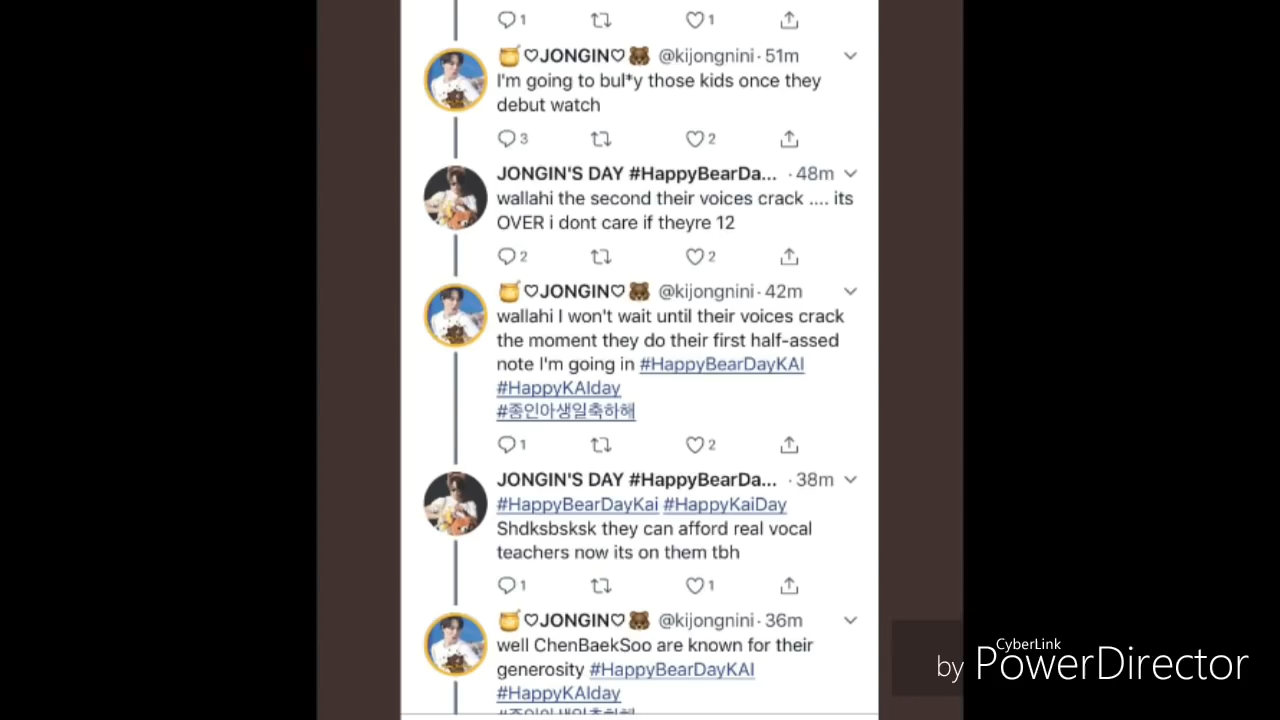 1 1
♡JONGIN♡ @kijongnini · 51m
I'm going to bul*y those kids once they
debut watch
3 2
JONGIN'S DAY #HappyBearDa... · 48m
wallahi the second their voices crack .... its
OVER i dont care if theyre 12
2 2
♡JONGIN♡ @kijongnini · 42m
wallahi I won't wait until their voices crack
the moment they do their first half-assed
note I'm going in #HappyBearDayKAI
#HappyKAIday
#종인아생일축하해
1 2
JONGIN'S DAY #HappyBearDa... · 38m
#HappyBearDayKai #HappyKaiDay
Shdksbsksk they can afford real vocal
teachers now its on them tbh
1 1
♡JONGIN♡ @kijongnini · 36m
well ChenBaekSoo are known for their
generosity #HappyBearDayKAI
#HappyKAIday
CyberLink
by PowerDirector